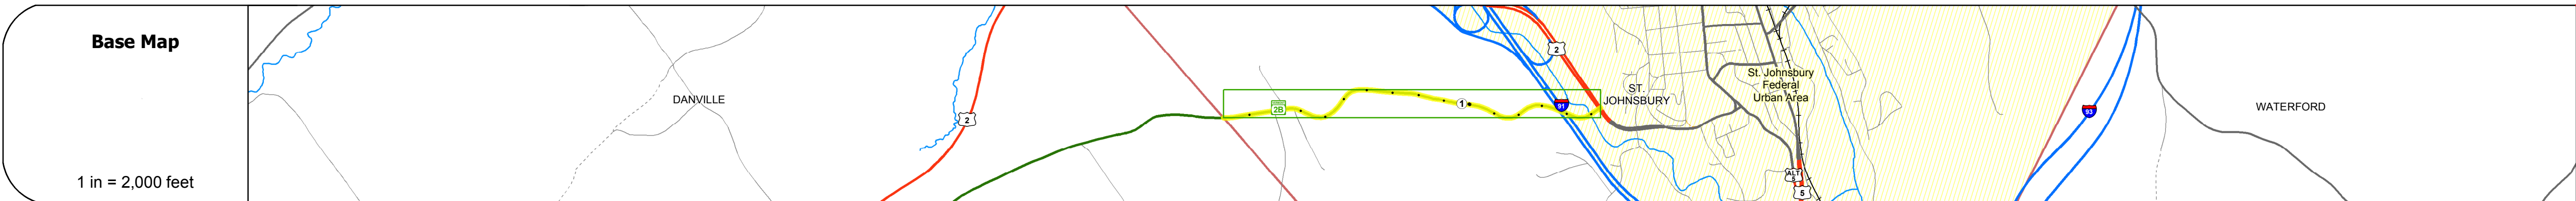 Base Map
1 in = 2,000 feet
DANVILLE
2
2B
1
91
2
ST.
JOHNSBURY
St. Johnsbury
Federal
Urban Area
ALT
5
5
93
WATERFORD